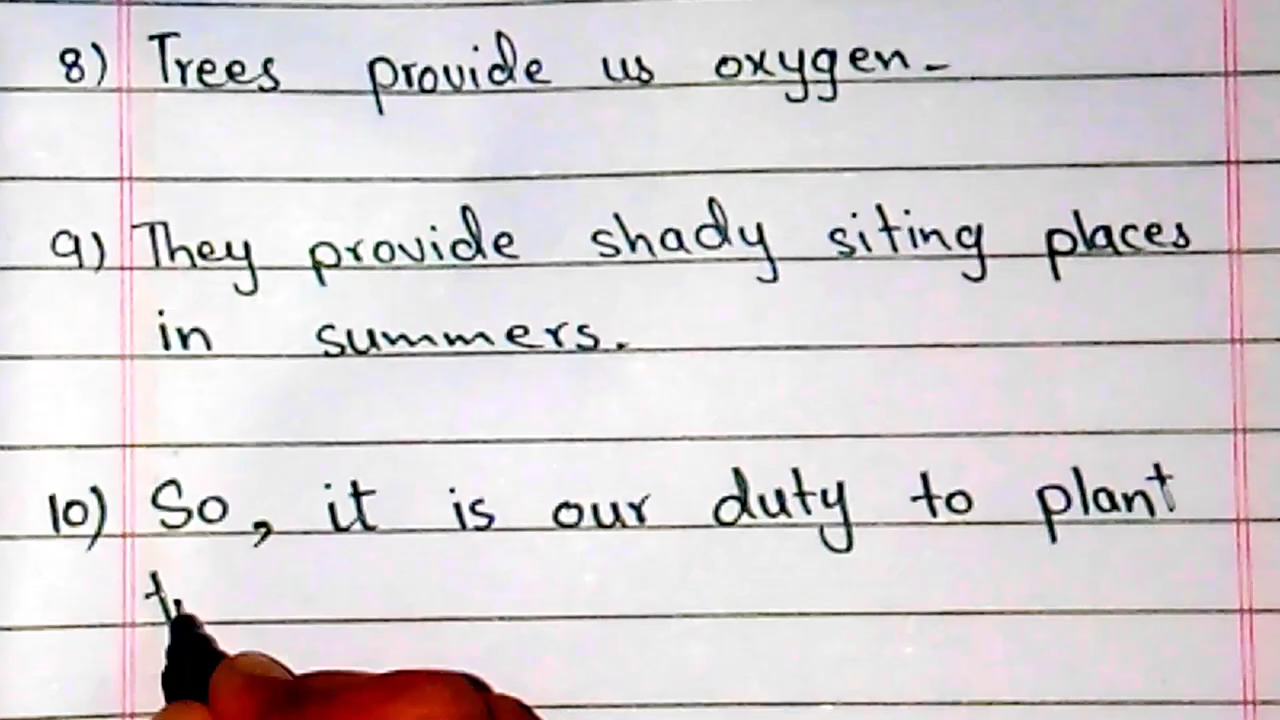 8) Trees provide us oxygen.
9) They provide shady siting places
in summers.
10) So, it is our duty to plant